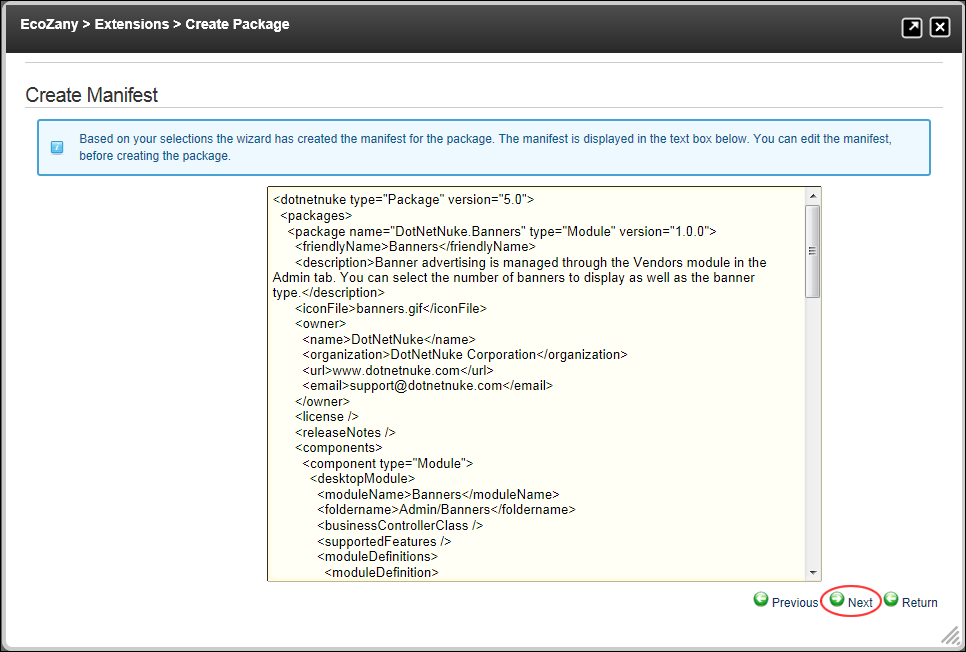 EcoZany > Extensions > Create Package
Create Manifest
Based on your selections the wizard has created the manifest for the package. The manifest is displayed in the text box below. You can edit the manifest,
before creating the package.
<dotnetnuke type="Package" version="5.0">
<packages>
<package name="DotNetNuke.Banners" type="Module" version="1.0.0">
<friendlyName>Banners</friendlyName>
<description>Banner advertising is managed through the Vendors module in the
Admin tab. You can select the number of banners to display as well as the banner
type.</description>
<iconFile>banners.gif</iconFile>
<owner>
<name>DotNetNuke</name>
<organization>DotNetNuke Corporation</organization>
<url>www.dotnetnuke.com</url>
<email>support@dotnetnuke.com</email>
</owner>
<license />
<releaseNotes />
<components>
<component type="Module">
<desktopModule>
<moduleName>Banners</moduleName>
<foldername>Admin/Banners</foldername>
<businessControllerClass />
<supportedFeatures />
<moduleDefinitions>
<moduleDefinition>
Previous Next Return